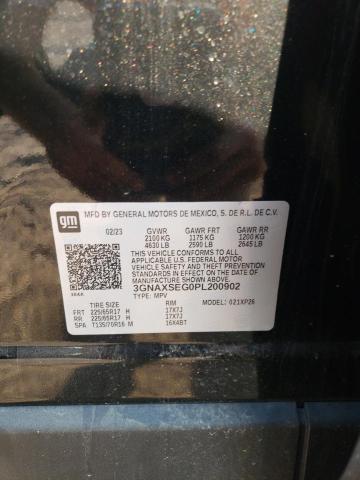 gm
MFD BY GENERAL MOTORS DE MEXICO, S. DE R.L. DE C.V.
02/23 GVWR GAWR FRT GAWR RR
2100 KG 1175 KG 1200 KG
4630 LB 2590 LB 2645 LB
THIS VEHICLE CONFORMS TO ALL
APPLICABLE U.S. FEDERAL MOTOR
VEHICLE SAFETY STANDARDS IN
EFFECT ON THE DATE OF
MANUFACTURE SHOWN ABOVE.
3GNAXSEG0PL200902
TYPE: MPV
TIRE SIZE RIM MODEL: 021XP26
FRT 225/65R17 H 17X7J
RR 225/65R17 H 17X7J
SPA T135/70R16 M 16X4BT